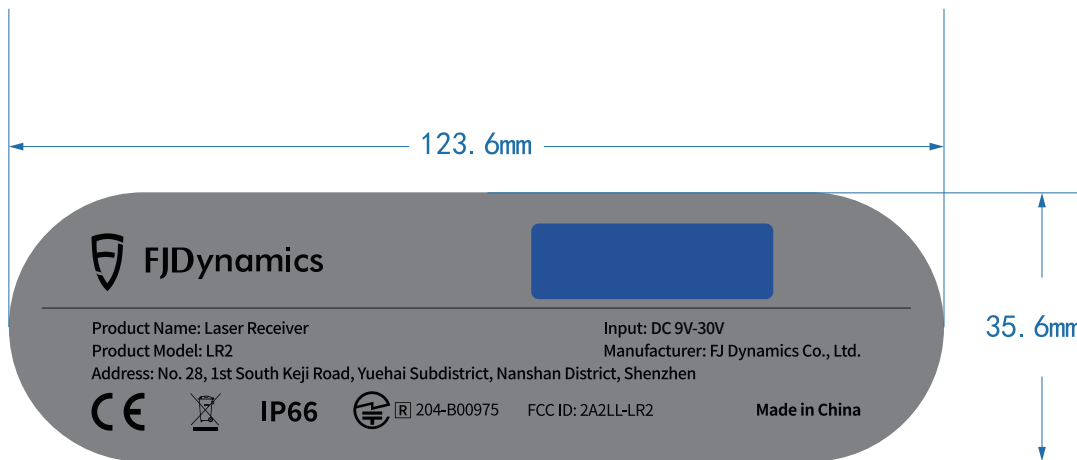 123.6mm
FJDynamics
35.6mm
Product Name: Laser Receiver
Input: DC 9V-30V
Product Model: LR2
Manufacturer: FJ Dynamics Co., Ltd.
Address: No. 28, 1st South Keji Road, Yuehai Subdistrict, Nanshan District, Shenzhen
CE IP66 R 204-B00975 FCC ID: 2A2LL-LR2 Made in China